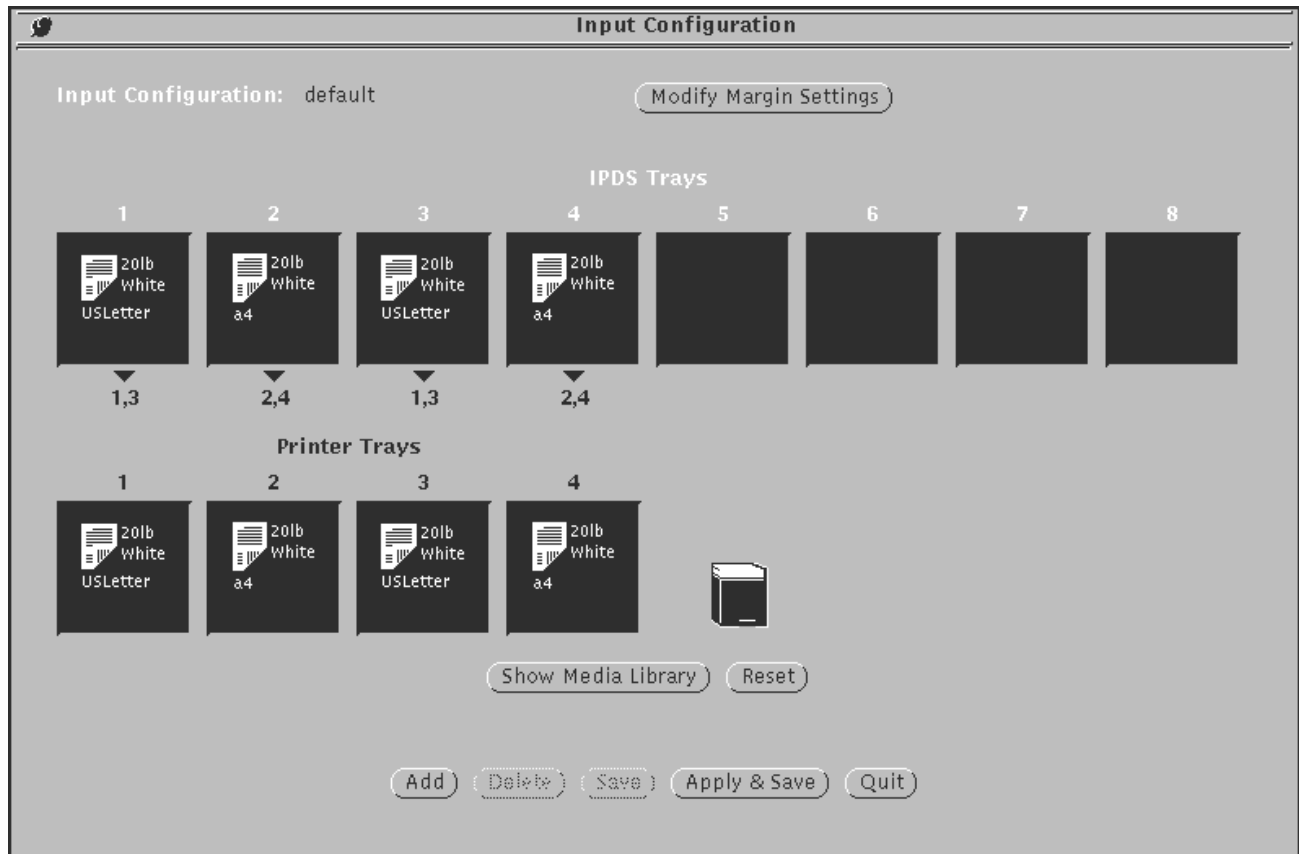 Input Configuration
Input Configuration: default
Modify Margin Settings
IPDS Trays
1 2 3 4 5 6 7 8
20lb 20lb 20lb 20lb
White White White White
USLetter a4 USLetter a4
1,3 2,4 1,3 2,4
Printer Trays
1 2 3 4
20lb 20lb 20lb 20lb
White White White White
USLetter a4 USLetter a4
Show Media Library Reset
Add Delete Save Apply & Save Quit